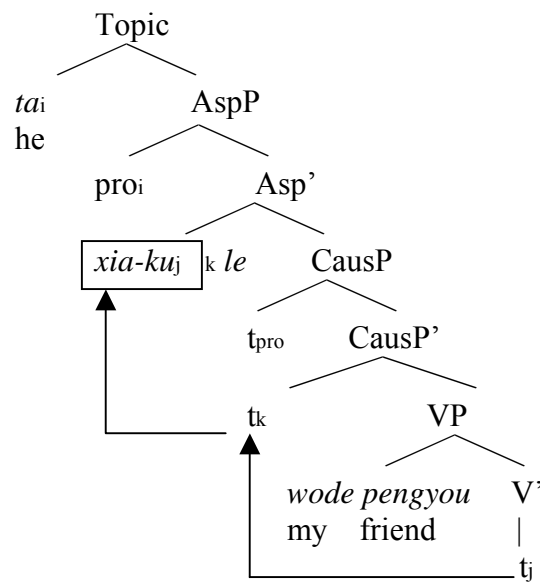 Topic
tai AspP
he
proi Asp'
xia-kuj k le CausP
tpro CausP'
tk VP
wode pengyou V'
my friend
tj